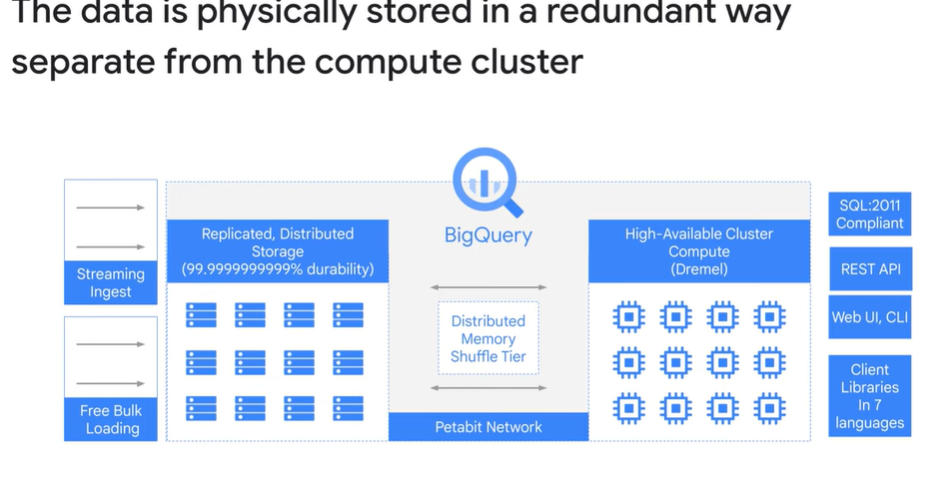 The data is physically stored in a redundant way
separate from the compute cluster
Streaming
Ingest
Free Bulk
Loading
Replicated, Distributed
Storage
(99.9999999999% durability)
BigQuery
Distributed
Memory
Shuffle Tier
Petabit Network
High-Available Cluster
Compute
(Dremel)
SQL:2011
Compliant
REST API
Web UI, CLI
Client
Libraries
In 7
languages